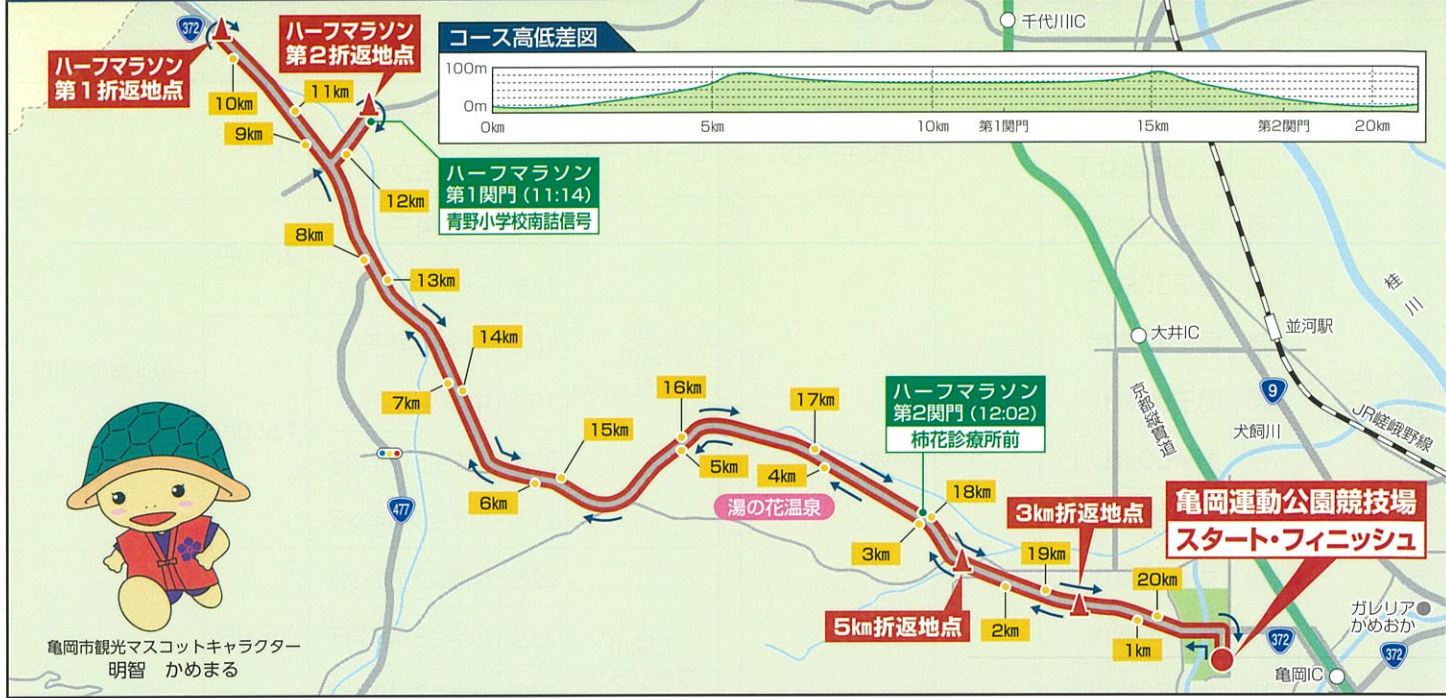 372
ハーフマラソン
第1折返地点
ハーフマラソン
第2折返地点
コース高低差図
100m
0m
0km
5km
10km
第1関門
15km
第2関門
20km
千代川IC
10km
11km
9km
12km
ハーフマラソン
第1関門(11:14)
青野小学校南詰信号
8km
13km
14km
7km
15km
6km
16km
5km
17km
4km
湯の花温泉
ハーフマラソン
第2関門(12:02)
柿花診療所前
18km
3km
5km折返地点
2km
19km
3km折返地点
20km
1km
亀岡運動公園競技場
スタート・フィニッシュ
桂川
並河駅
大井IC
京都縦貫道
9
犬飼川
JR嵯峨野線
ガレリア
かめおか
372
372
亀岡IC
477
亀岡市観光マスコットキャラクター
明智 かめまる